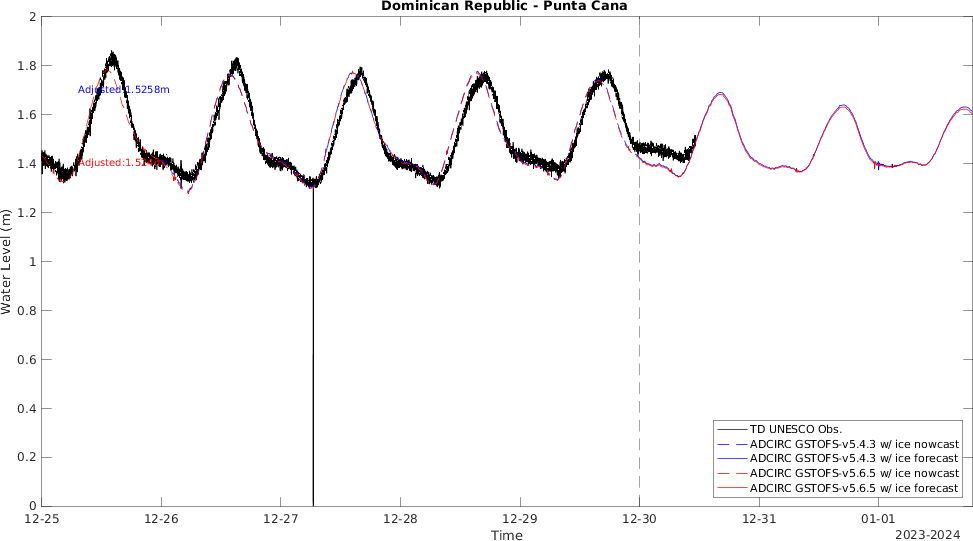 Dominican Republic - Punta Cana
2
1.8
1.6
1.4
1.2
1
0.8
0.6
0.4
0.2
0
Water Level (m)
Adjusted:1.5258m
TD UNESCO Obs.
ADCIRC GSTOFS-v5.4.3 w/ ice nowcast
ADCIRC GSTOFS-v5.4.3 w/ ice forecast
ADCIRC GSTOFS-v5.6.5 w/ ice nowcast
ADCIRC GSTOFS-v5.6.5 w/ ice forecast
12-25 12-26 12-27 12-28 12-29 12-30 12-31 01-01
Time
2023-2024